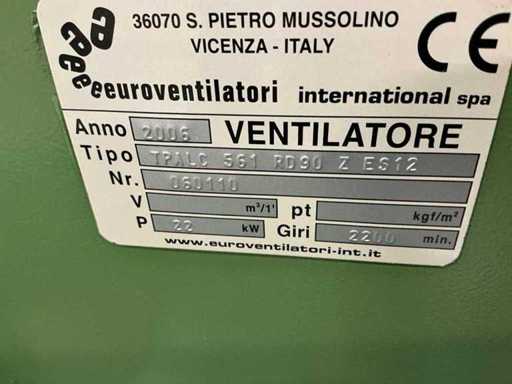 36070 S. PIETRO MUSSOLINO
VICENZA - ITALY
CE
euroventilatori international spa
Anno 2006 VENTILATORE
Tipo TPALC 561 RD90 Z ES12
Nr. 060110
V m³/1' pt kgf/m²
P 22 kW Giri 2200 min.
www.euroventilatori-int.it